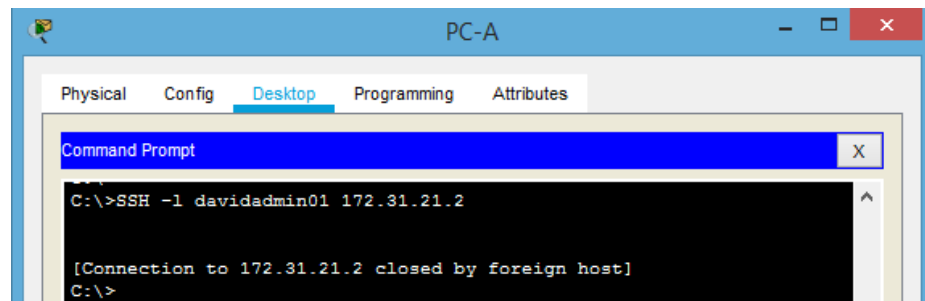 PC-A
Physical Config Desktop Programming Attributes
Command Prompt
X
C:\>SSH -l davidadmin01 172.31.21.2
[Connection to 172.31.21.2 closed by foreign host]
C:\>